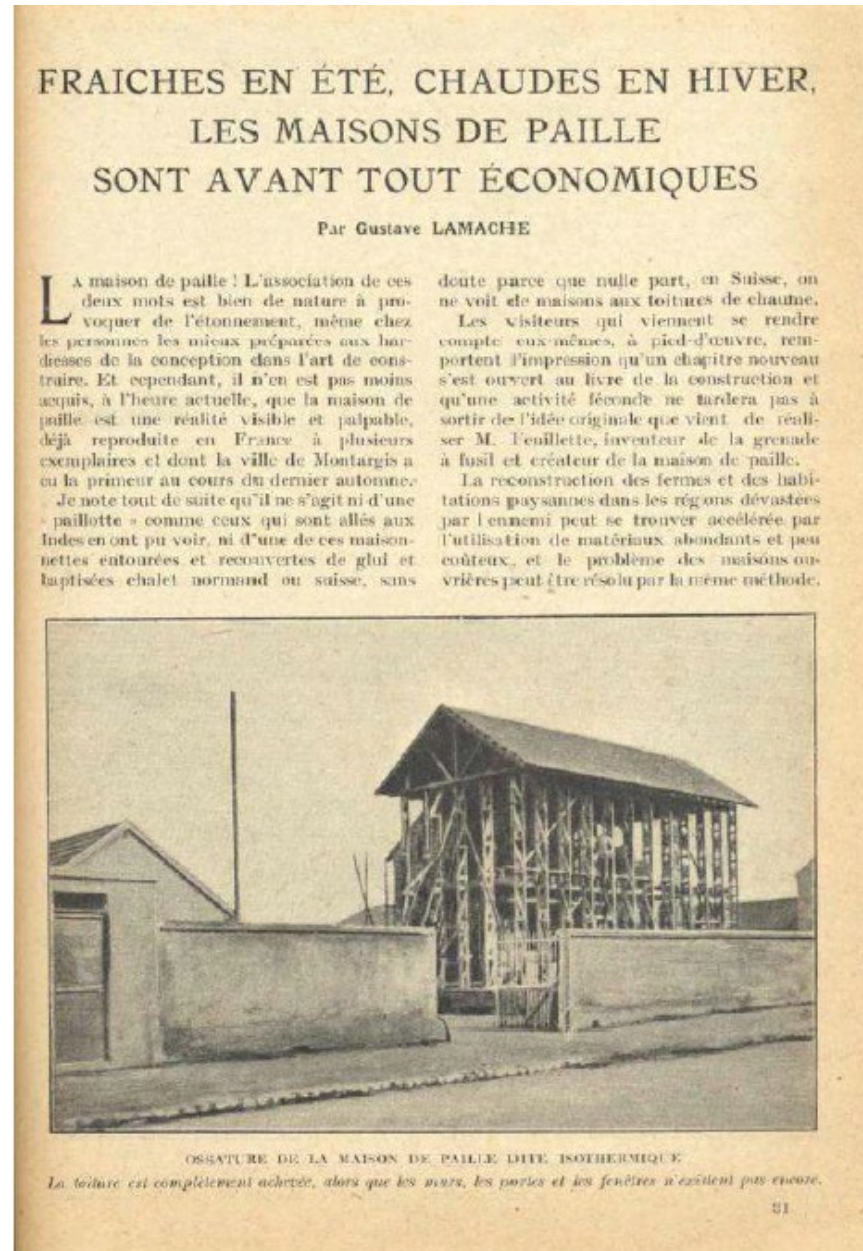 FRAICHES EN ÉTÉ, CHAUDES EN HIVER,
LES MAISONS DE PAILLE
SONT AVANT TOUT ÉCONOMIQUES
Par Gustave LAMACHE
LA maison de paille ! L'association de ces
deux mots est bien de nature à pro-
voquer de l'étonnement, même chez
les personnes les mieux préparées aux har-
diesses de la conception dans l'art de cons-
truire. Et cependant, il n'en est pas moins
acquis, à l'heure actuelle, que la maison de
paille est une réalité visible et palpable,
déjà reproduite en France à plusieurs
exemplaires et dont la ville de Montargis a
eu la primeur au cours du dernier automne.
Je note tout de suite qu'il ne s'agit ni d'une
« paillotte » comme ceux qui sont allés aux
Indes en ont pu voir, ni d'une de ces maison-
nettes entourées et recouvertes de glui et
baptisées chalet normand ou suisse, sans
doute parce que nulle part, en Suisse, on
ne voit de maisons aux toitures de chaume.
Les visiteurs qui viennent se rendre
compte eux-mêmes, à pied-d'œuvre, rem-
portent l'impression qu'un chapitre nouveau
s'est ouvert au livre de la construction et
qu'une activité féconde ne tardera pas à
sortir de l'idée originale que vient de réali-
ser M. Feuillette, inventeur de la grenade
à fusil et créateur de la maison de paille.
La reconstruction des fermes et des habi-
tations paysannes dans les régions dévastées
par l'ennemi peut se trouver accélérée par
l'utilisation de matériaux abondants et peu
coûteux, et le problème des maisons ou-
vrières peut être résolu par la même méthode.
OSSATURE DE LA MAISON DE PAILLE DITE ISOTHERMIQUE
La toiture est complètement achevée, alors que les murs, les portes et les fenêtres n'existent pas encore.
81